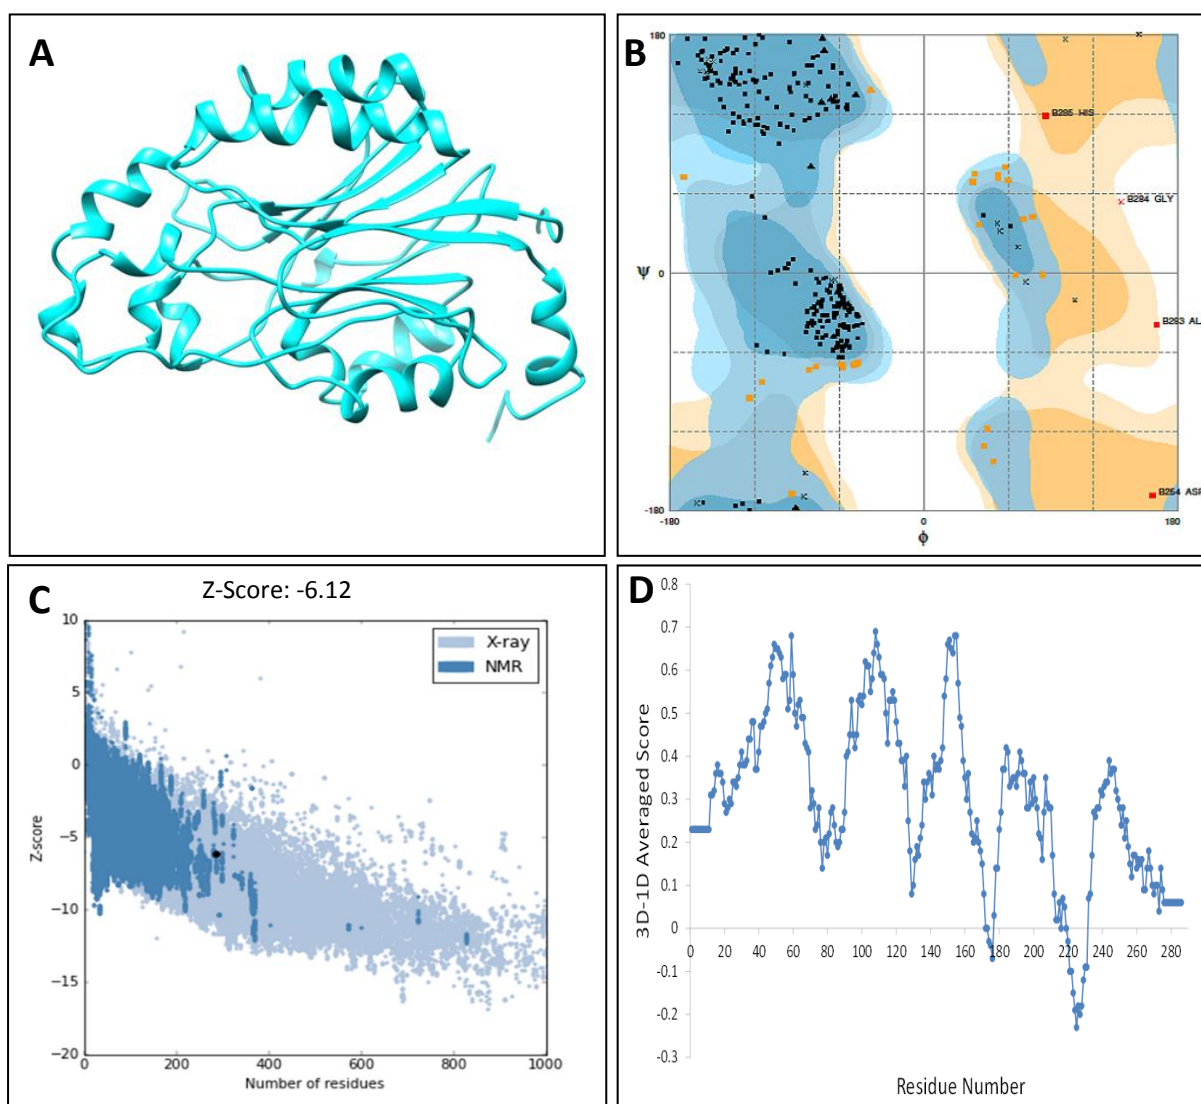 A
B
180
B285 HIS
B284 GLY
Ψ
0
B283 AL
B254 ASP
-180
-180
0
180
Φ
C
Z-Score: -6.12
10
X-ray
NMR
5
0
Z-score
−5
−10
−15
−20
0
200
400
600
800
1000
Number of residues
D
0.8
0.7
0.6
0.5
0.4
0.3
0.2
0.1
0
-0.1
-0.2
-0.3
3D-1D Averaged Score
0 20 40 60 80 100 120 140 160 180 200 220 240 260 280
Residue Number